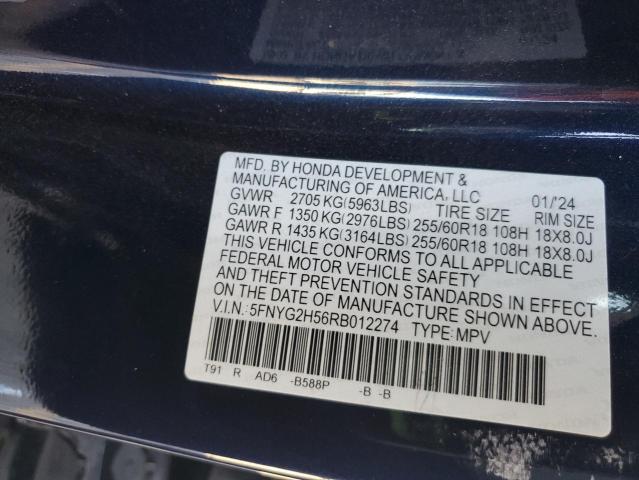 MFD. BY HONDA DEVELOPMENT &
MANUFACTURING OF AMERICA, LLC 01/'24
GVWR 2705 KG(5963LBS) TIRE SIZE RIM SIZE
GAWR F 1350 KG(2976LBS) 255/60R18 108H 18X8.0J
GAWR R 1435 KG(3164LBS) 255/60R18 108H 18X8.0J
THIS VEHICLE CONFORMS TO ALL APPLICABLE
FEDERAL MOTOR VEHICLE SAFETY
AND THEFT PREVENTION STANDARDS IN EFFECT
ON THE DATE OF MANUFACTURE SHOWN ABOVE.
V.I.N.:5FNYG2H56RB012274 TYPE:MPV
T91 R AD6 -B588P -B -B